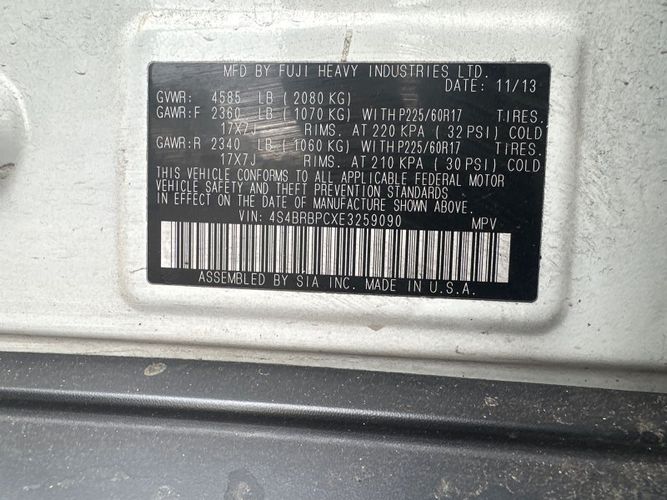 MFD BY FUJI HEAVY INDUSTRIES LTD.
DATE: 11/13
GVWR: 4585 LB (2080 KG)
GAWR:F 2360 LB (1070 KG) WITH P225/60R17 TIRES.
17X7J RIMS. AT 220 KPA (32 PSI) COLD
GAWR:R 2340 LB (1060 KG) WITH P225/60R17 TIRES.
17X7J RIMS. AT 210 KPA (30 PSI) COLD
THIS VEHICLE CONFORMS TO ALL APPLICABLE FEDERAL MOTOR
VEHICLE SAFETY AND THEFT PREVENTION STANDARDS
IN EFFECT ON THE DATE OF MANUFACTURE SHOWN ABOVE.
VIN: 4S4BRBPCXE3259090 MPV
ASSEMBLED BY SIA INC. MADE IN U.S.A.